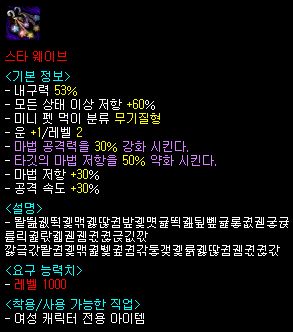 스타 웨이브
<기본 정보>
- 내구력 53%
- 모든 상태 이상 저항 +60%
- 미니 펫 먹이 분류 무기질형
- 운 +1/레벨 2
- 마법 공격력을 30% 강화 시킨다.
- 타깃의 마법 저항을 50% 약화 시킨다.
- 마법 저항 +30%
- 공격 속도 +30%
<설명>
<요구 능력치>
- 레벨 1000
<착용/사용 가능한 직업>
- 여성 캐릭터 전용 아이템